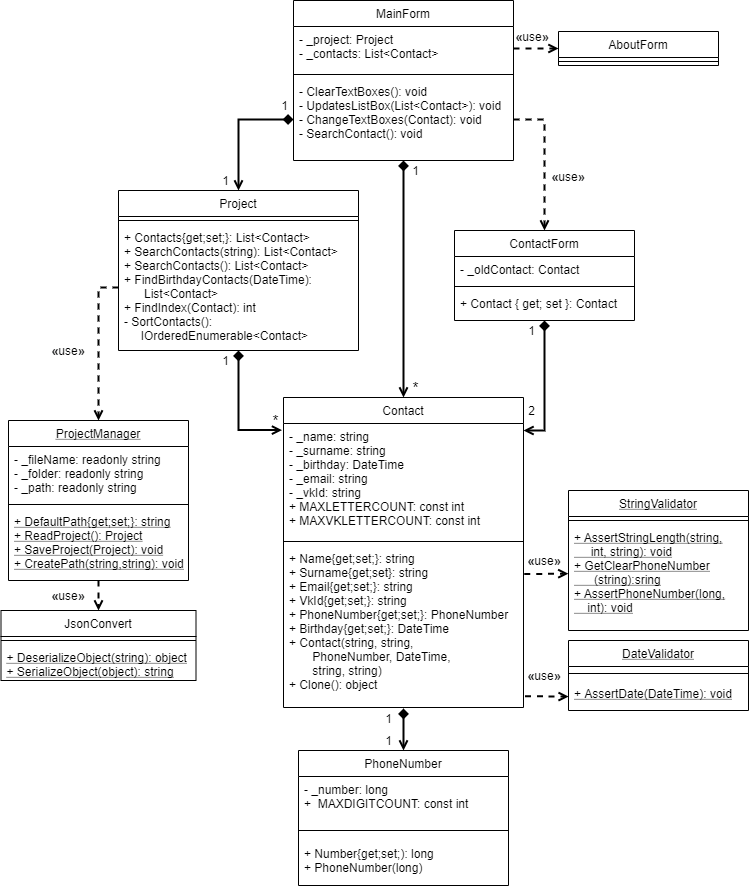 MainForm
- _project: Project
- _contacts: List<Contact>
- ClearTextBoxes(): void
- UpdatesListBox(List<Contact>): void
- ChangeTextBoxes(Contact): void
- SearchContact(): void
«use»
AboutForm
1
1
1
«use»
Project
+ Contacts{get;set;}: List<Contact>
+ SearchContacts(string): List<Contact>
+ SearchContacts(): List<Contact>
+ FindBirthdayContacts(DateTime):
List<Contact>
+ FindIndex(Contact): int
- SortContacts():
IOrderedEnumerable<Contact>
ContactForm
- _oldContact: Contact
+ Contact { get; set }: Contact
«use»
1
1
*
*
2
ProjectManager
- _fileName: readonly string
- _folder: readonly string
- _path: readonly string
+ DefaultPath{get;set;}: string
+ ReadProject(): Project
+ SaveProject(Project): void
+ CreatePath(string,string): void
«use»
JsonConvert
+ DeserializeObject(string): object
+ SerializeObject(object): string
Contact
- _name: string
- _surname: string
- _birthday: DateTime
- _email: string
- _vkId: string
+ MAXLETTERCOUNT: const int
+ MAXVKLETTERCOUNT: const int
+ Name{get;set;}: string
+ Surname{get;set}: string
+ Email{get;set;}: string
+ VkId{get;set;}: string
+ PhoneNumber{get;set;}: PhoneNumber
+ Birthday{get;set;}: DateTime
+ Contact(string, string,
PhoneNumber, DateTime,
string, string)
+ Clone(): object
«use»
StringValidator
+ AssertStringLength(string,
int, string): void
+ GetClearPhoneNumber
(string):sring
+ AssertPhoneNumber(long,
int): void
«use»
DateValidator
+ AssertDate(DateTime): void
1
1
PhoneNumber
- _number: long
+ MAXDIGITCOUNT: const int
+ Number{get;set;): long
+ PhoneNumber(long)